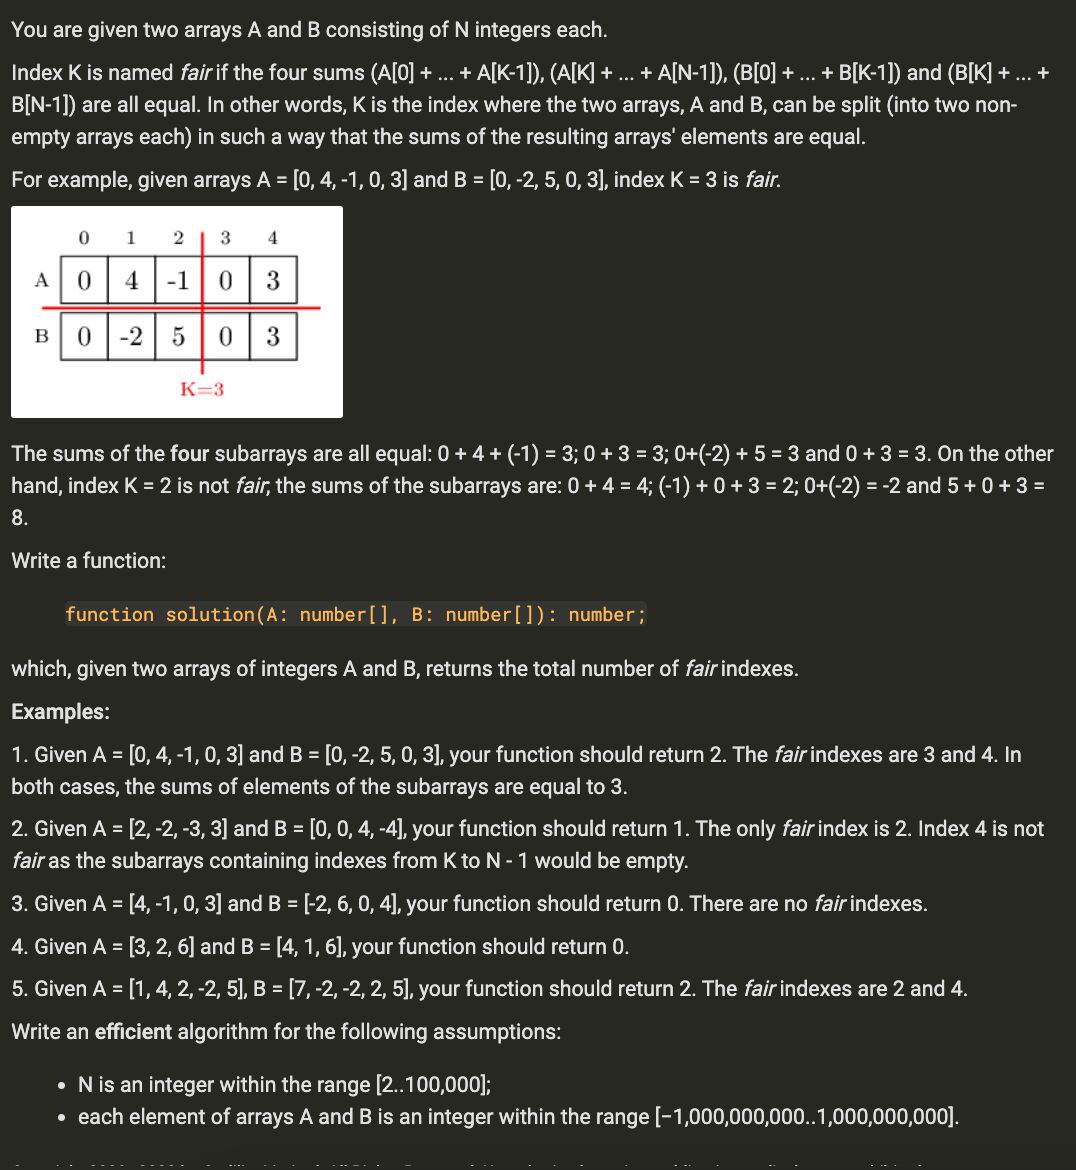 You are given two arrays A and B consisting of N integers each.
Index K is named fair if the four sums (A[0] + ... + A[K-1]), (A[K] + ... + A[N-1]), (B[0] + ... + B[K-1]) and (B[K] + ... +
B[N-1]) are all equal. In other words, K is the index where the two arrays, A and B, can be split (into two non-
empty arrays each) in such a way that the sums of the resulting arrays' elements are equal.
For example, given arrays A = [0, 4, -1, 0, 3] and B = [0, -2, 5, 0, 3], index K = 3 is fair.
0 1 2 3 4
A 0 4 -1 0 3
B 0 -2 5 0 3
K=3
The sums of the four subarrays are all equal: 0 + 4 + (-1) = 3; 0 + 3 = 3; 0+(-2) + 5 = 3 and 0 + 3 = 3. On the other
hand, index K = 2 is not fair, the sums of the subarrays are: 0 + 4 = 4; (-1) + 0 + 3 = 2; 0+(-2) = -2 and 5 + 0 + 3 =
8.
Write a function:
function solution(A: number[], B: number[]): number;
which, given two arrays of integers A and B, returns the total number of fair indexes.
Examples:
1. Given A = [0, 4, -1, 0, 3] and B = [0, -2, 5, 0, 3], your function should return 2. The fair indexes are 3 and 4. In
both cases, the sums of elements of the subarrays are equal to 3.
2. Given A = [2, -2, -3, 3] and B = [0, 0, 4, -4], your function should return 1. The only fair index is 2. Index 4 is not
fair as the subarrays containing indexes from K to N - 1 would be empty.
3. Given A = [4, -1, 0, 3] and B = [-2, 6, 0, 4], your function should return 0. There are no fair indexes.
4. Given A = [3, 2, 6] and B = [4, 1, 6], your function should return 0.
5. Given A = [1, 4, 2, -2, 5], B = [7, -2, -2, 2, 5], your function should return 2. The fair indexes are 2 and 4.
Write an efficient algorithm for the following assumptions:
• N is an integer within the range [2..100,000];
• each element of arrays A and B is an integer within the range [−1,000,000,000..1,000,000,000].